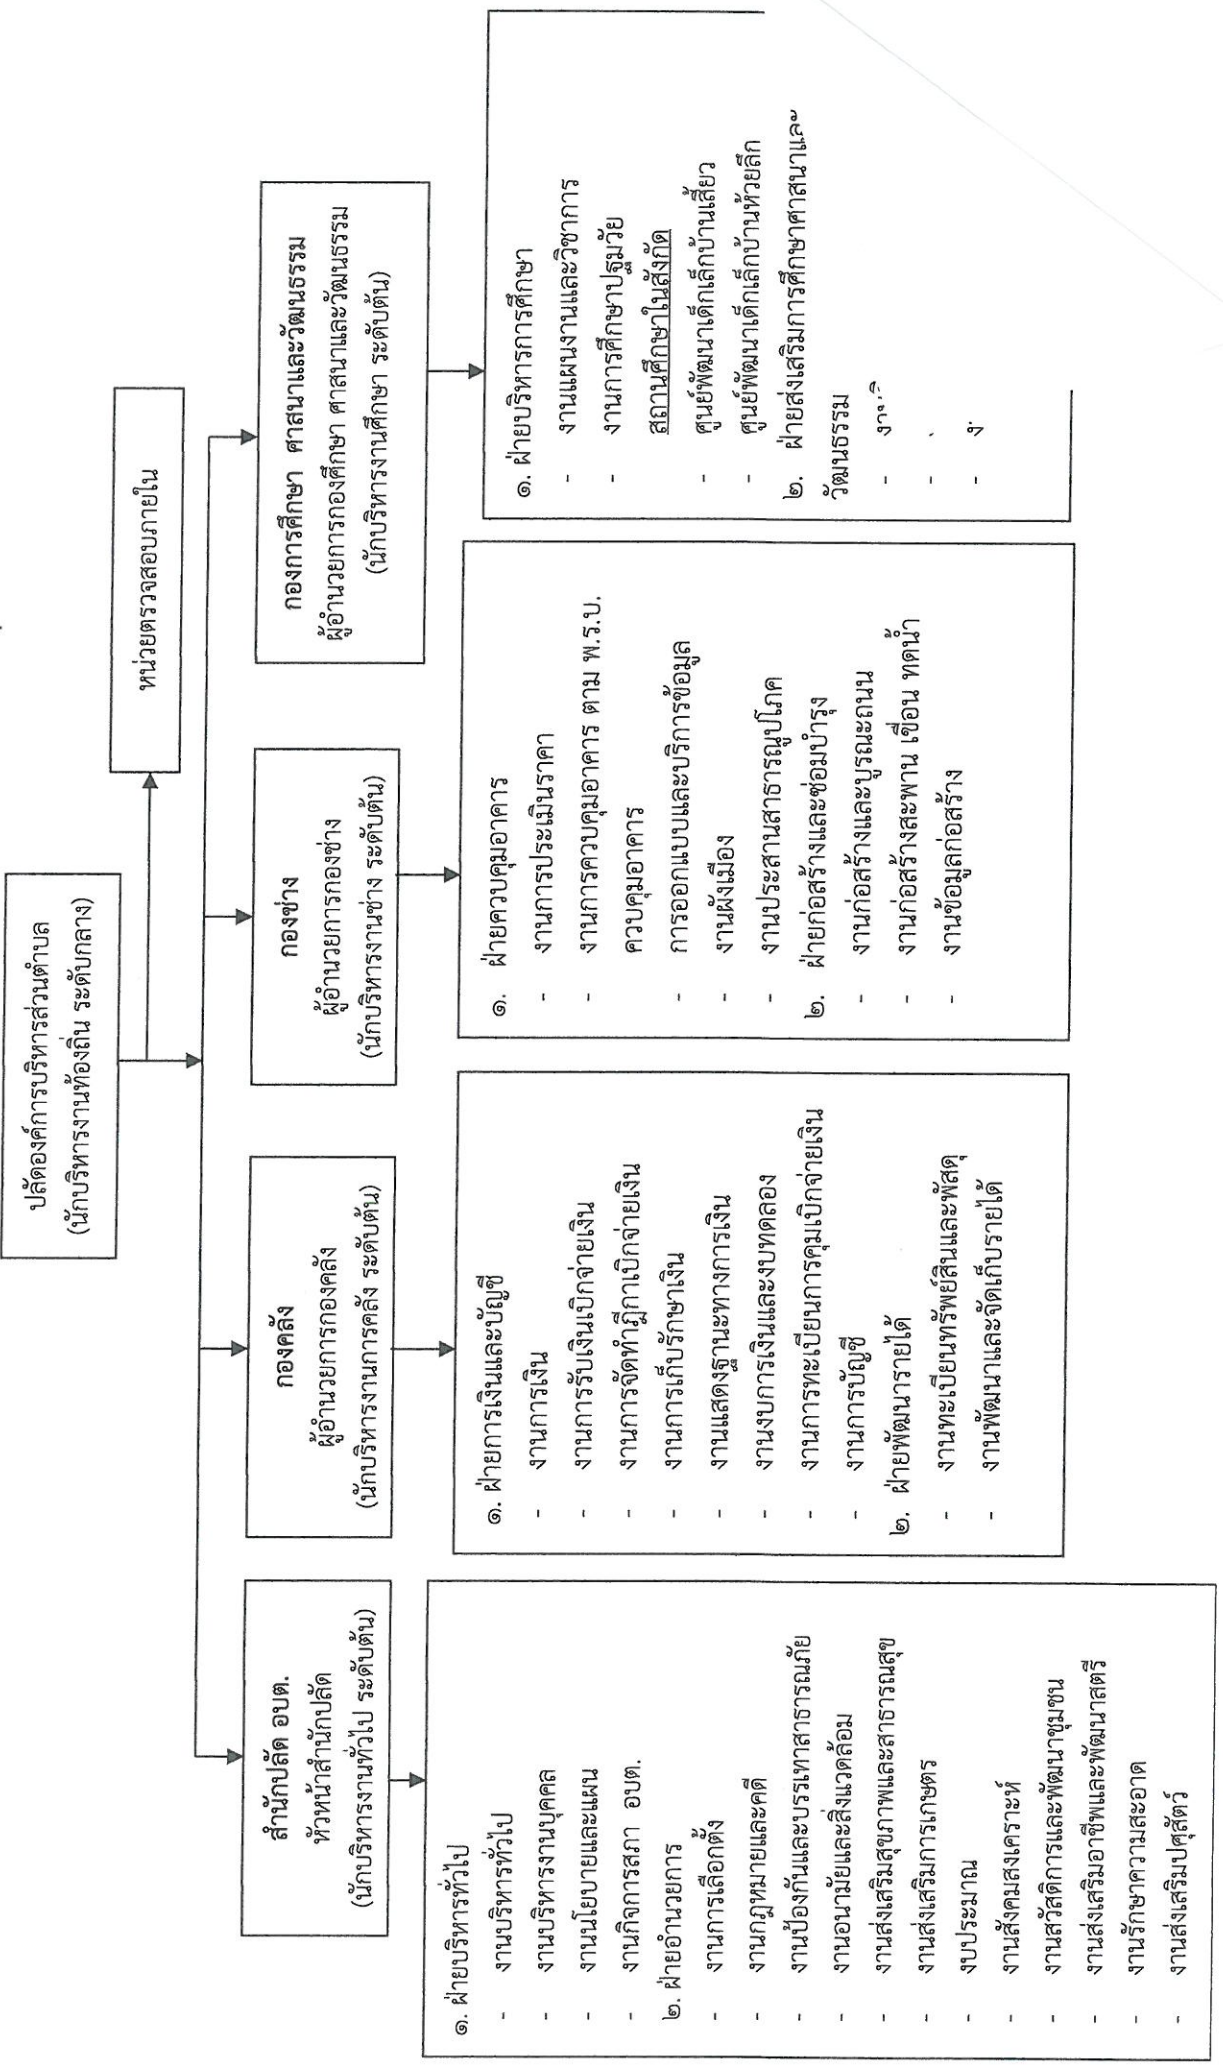 ปลัดองค์การบริหารส่วนตำบล
(นักบริหารงานท้องถิ่น ระดับกลาง)
หน่วยตรวจสอบภายใน
สำนักปลัด อบต.
หัวหน้าสำนักปลัด
(นักบริหารงานทั่วไป ระดับต้น)
กองคลัง
ผู้อำนวยการกองคลัง
(นักบริหารงานการคลัง ระดับต้น)
กองช่าง
ผู้อำนวยการกองช่าง
(นักบริหารงานช่าง ระดับต้น)
กองการศึกษา ศาสนาและวัฒนธรรม
ผู้อำนวยการกองศึกษา ศาสนาและวัฒนธรรม
(นักบริหารงานศึกษา ระดับต้น)
๑. ฝ่ายบริหารทั่วไป
- งานบริหารทั่วไป
- งานบริหารงานบุคคล
- งานนโยบายและแผน
- งานกิจการสภา อบต.
๒. ฝ่ายอำนวยการ
- งานการเลือกตั้ง
- งานกฎหมายและคดี
- งานป้องกันและบรรเทาสาธารณภัย
- งานอนามัยและสิ่งแวดล้อม
- งานส่งเสริมสุขภาพและสาธารณสุข
- งานส่งเสริมการเกษตร
- งบประมาณ
- งานสังคมสงเคราะห์
- งานสวัสดิการและพัฒนาชุมชน
- งานส่งเสริมอาชีพและพัฒนาสตรี
- งานรักษาความสะอาด
- งานส่งเสริมปศุสัตว์
๑. ฝ่ายการเงินและบัญชี
- งานการเงิน
- งานการรับเงินเบิกจ่ายเงิน
- งานการจัดทำฎีกาเบิกจ่ายเงิน
- งานการเก็บรักษาเงิน
- งานแสดงฐานะทางการเงิน
- งานงบการเงินและงบทดลอง
- งานการทะเบียนการคุมเบิกจ่ายเงิน
- งานการบัญชี
๒. ฝ่ายพัฒนารายได้
- งานทะเบียนทรัพย์สินและพัสดุ
- งานพัฒนาและจัดเก็บรายได้
๑. ฝ่ายควบคุมอาคาร
- งานการประเมินราคา
- งานการควบคุมอาคาร ตาม พ.ร.บ.
ควบคุมอาคาร
- การออกแบบและบริการข้อมูล
- งานผังเมือง
- งานประสานสาธารณูปโภค
๒. ฝ่ายก่อสร้างและซ่อมบำรุง
- งานก่อสร้างและบูรณะถนน
- งานก่อสร้างสะพาน เขื่อน ทดน้ำ
- งานข้อมูลก่อสร้าง
๑. ฝ่ายบริหารการศึกษา
- งานแผนงานและวิชาการ
- งานการศึกษาปฐมวัย
สถานศึกษาในสังกัด
- ศูนย์พัฒนาเด็กเล็กบ้านเสี้ยว
- ศูนย์พัฒนาเด็กเล็กบ้านห้วยลึก
๒. ฝ่ายส่งเสริมการศึกษาศาสนาและ
วัฒนธรรม
-
-
-